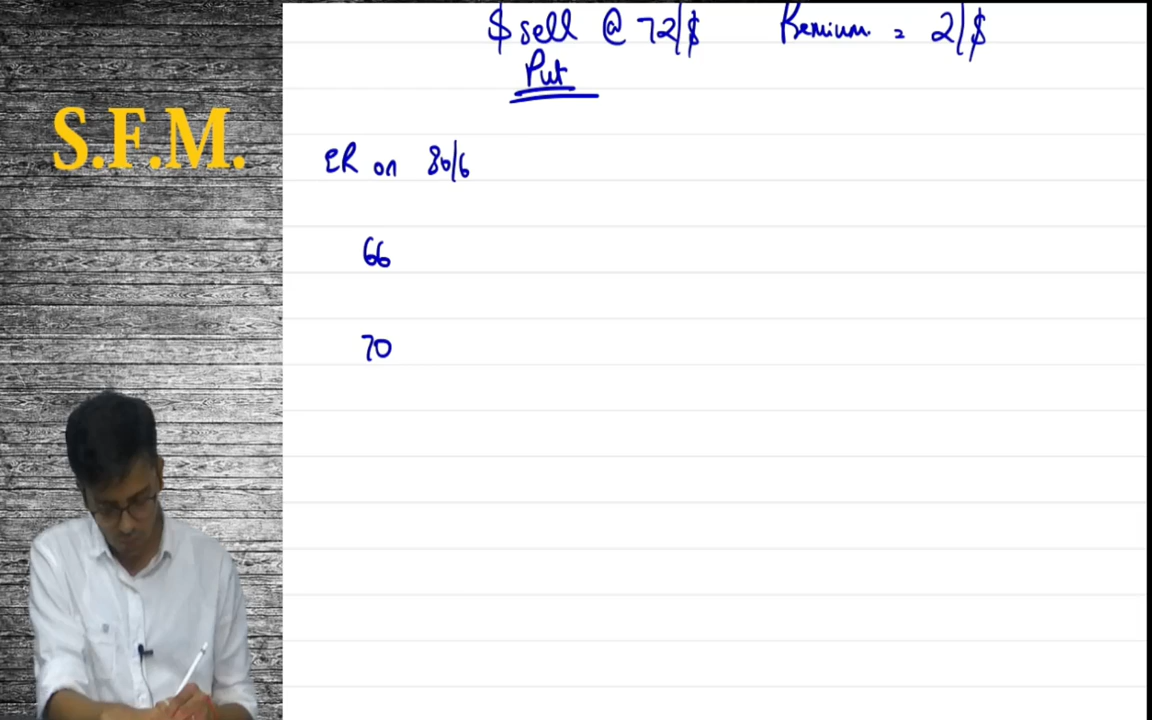 S.F.M.
$ sell @ 72/$ Premium = 2/$
Put
ER on 30/6
66
70